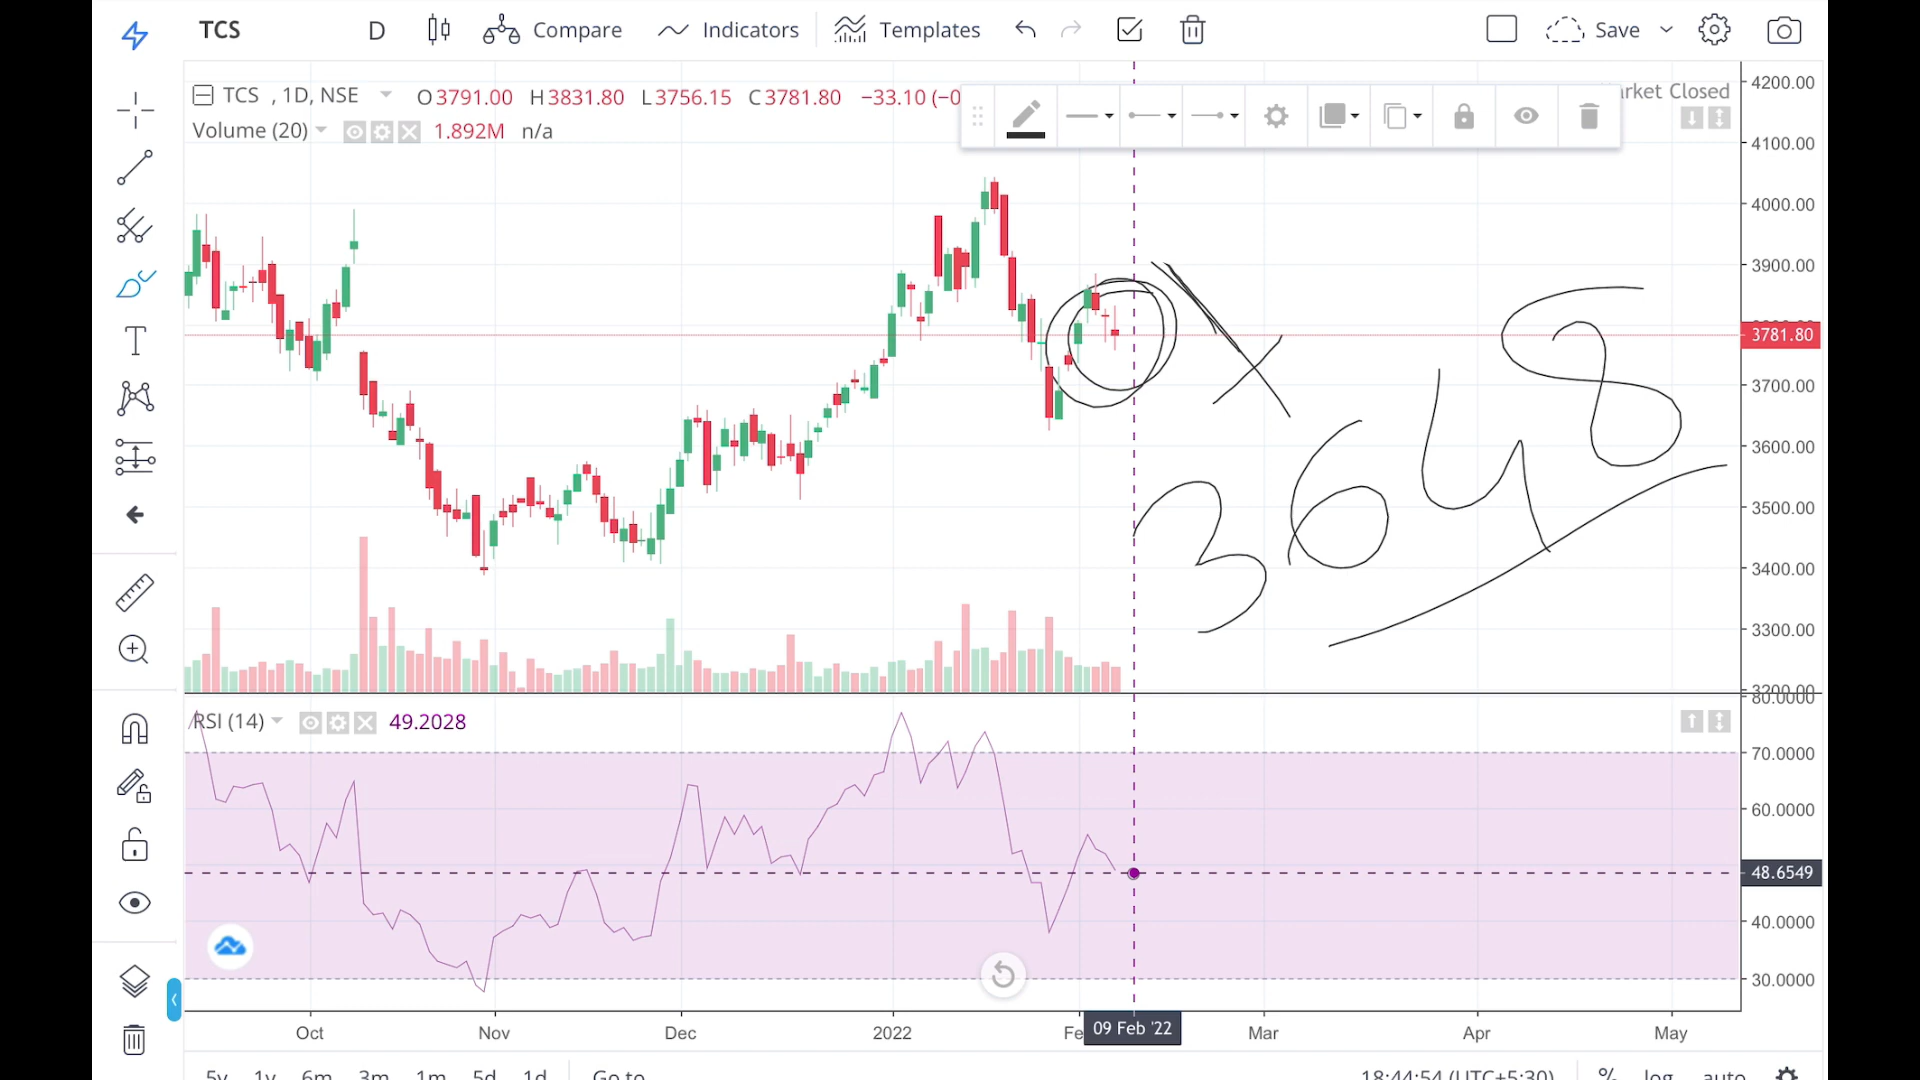 TCS D Compare Indicators Templates Save
TCS , 1D, NSE O3791.00 H3831.80 L3756.15 C3781.80 −33.10 (−0
rket Closed
Volume (20) 1.892M n/a
4200.00
4100.00
4000.00
3900.00
3781.80
3700.00
3600.00
3500.00
3400.00
3300.00
3200.00
3648
RSI (14) 49.2028
80.0000
70.0000
60.0000
48.6549
40.0000
30.0000
Oct Nov Dec 2022 Fe 09 Feb '22 Mar Apr May
5y 1y 6m 3m 1m 5d 1d Go to 18:44:54 (UTC+5:30) % log auto